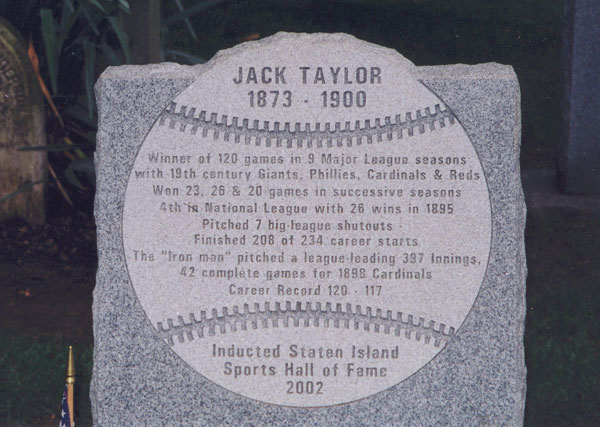 JACK TAYLOR
1873 - 1900
Winner of 120 games in 9 Major League seasons
with 19th century Giants, Phillies, Cardinals & Reds
Won 23, 26 & 20 games in successive seasons
4th in National League with 26 wins in 1895
Pitched 7 big-league shutouts
Finished 208 of 234 career starts
The "Iron man" pitched a league-leading 397 Innings,
42 complete games for 1898 Cardinals
Career Record 120 - 117
Inducted Staten Island
Sports Hall of Fame
2002